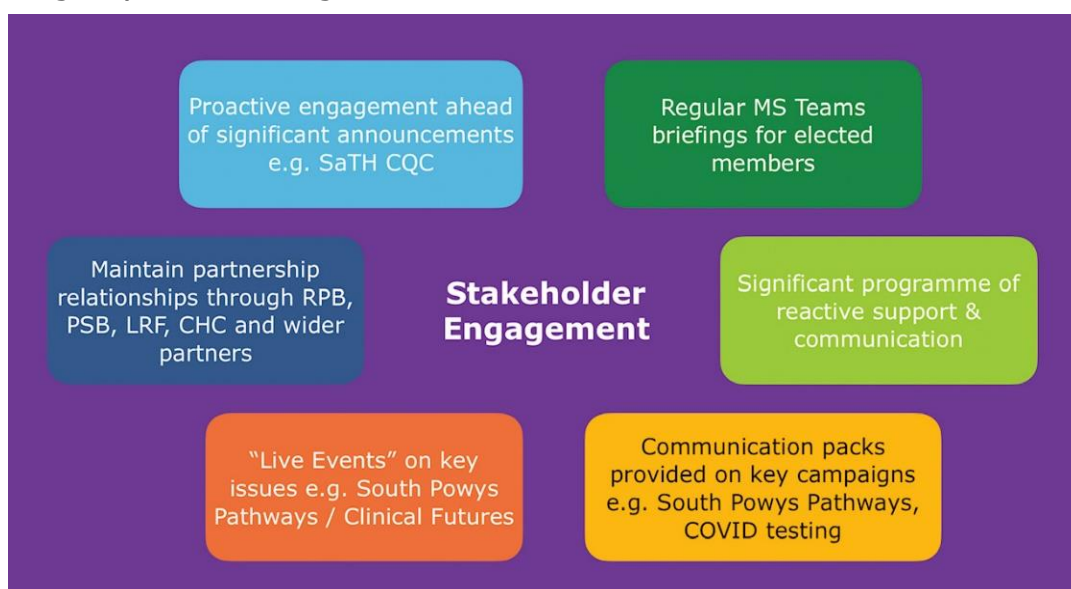 Proactive engagement ahead
of significant announcements
e.g. SaTH CQC
Regular MS Teams
briefings for elected
members
Maintain partnership
relationships through RPB,
PSB, LRF, CHC and wider
partners
Stakeholder
Engagement
Significant programme of
reactive support &
communication
“Live Events” on key
issues e.g. South Powys
Pathways / Clinical Futures
Communication packs
provided on key campaigns
e.g. South Powys Pathways,
COVID testing